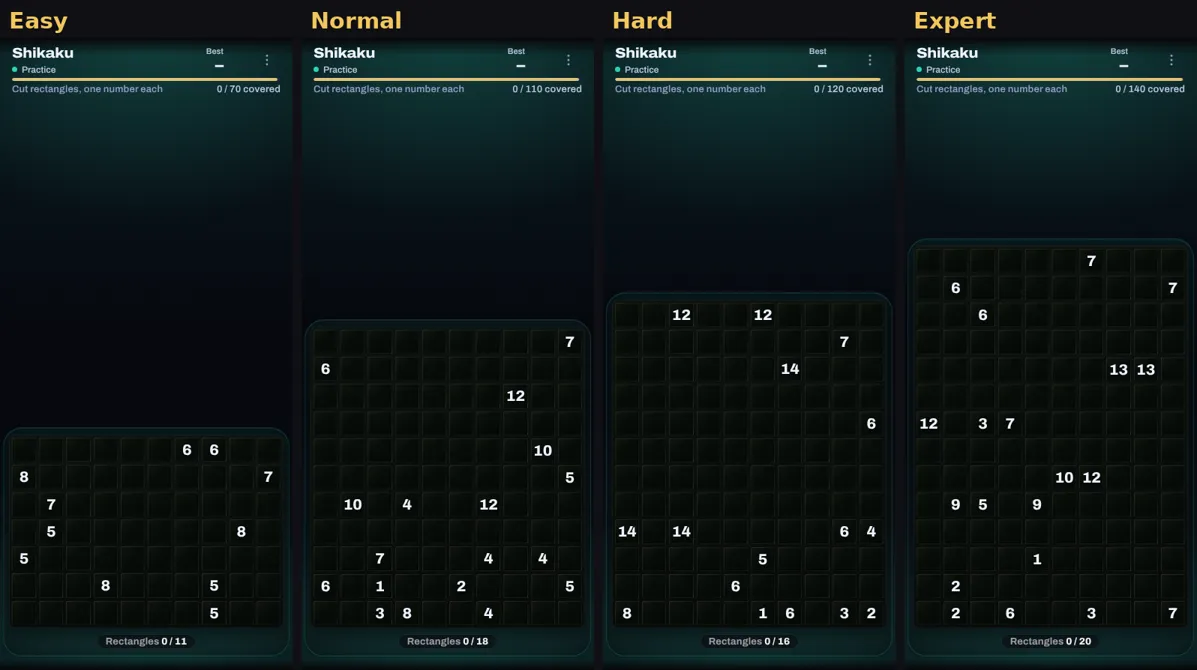 Easy
Shikaku
Best
–
Practice
Cut rectangles, one number each
0 / 70 covered
6 6
8 7
7
5 8
5
8 5
5
Rectangles 0 / 11
Normal
Shikaku
Best
–
Practice
Cut rectangles, one number each
0 / 110 covered
7
6
12
10
5
10 4 12
7 4 4
6 1 2 5
3 8 4
Rectangles 0 / 18
Hard
Shikaku
Best
–
Practice
Cut rectangles, one number each
0 / 120 covered
12 12
7
14
6
14 14 6 4
5
6
8 1 6 3 2
Rectangles 0 / 16
Expert
Shikaku
Best
–
Practice
Cut rectangles, one number each
0 / 140 covered
7
6 7
6
13 13
12 3 7
10 12
9 5 9
1
2
2 6 3 7
Rectangles 0 / 20